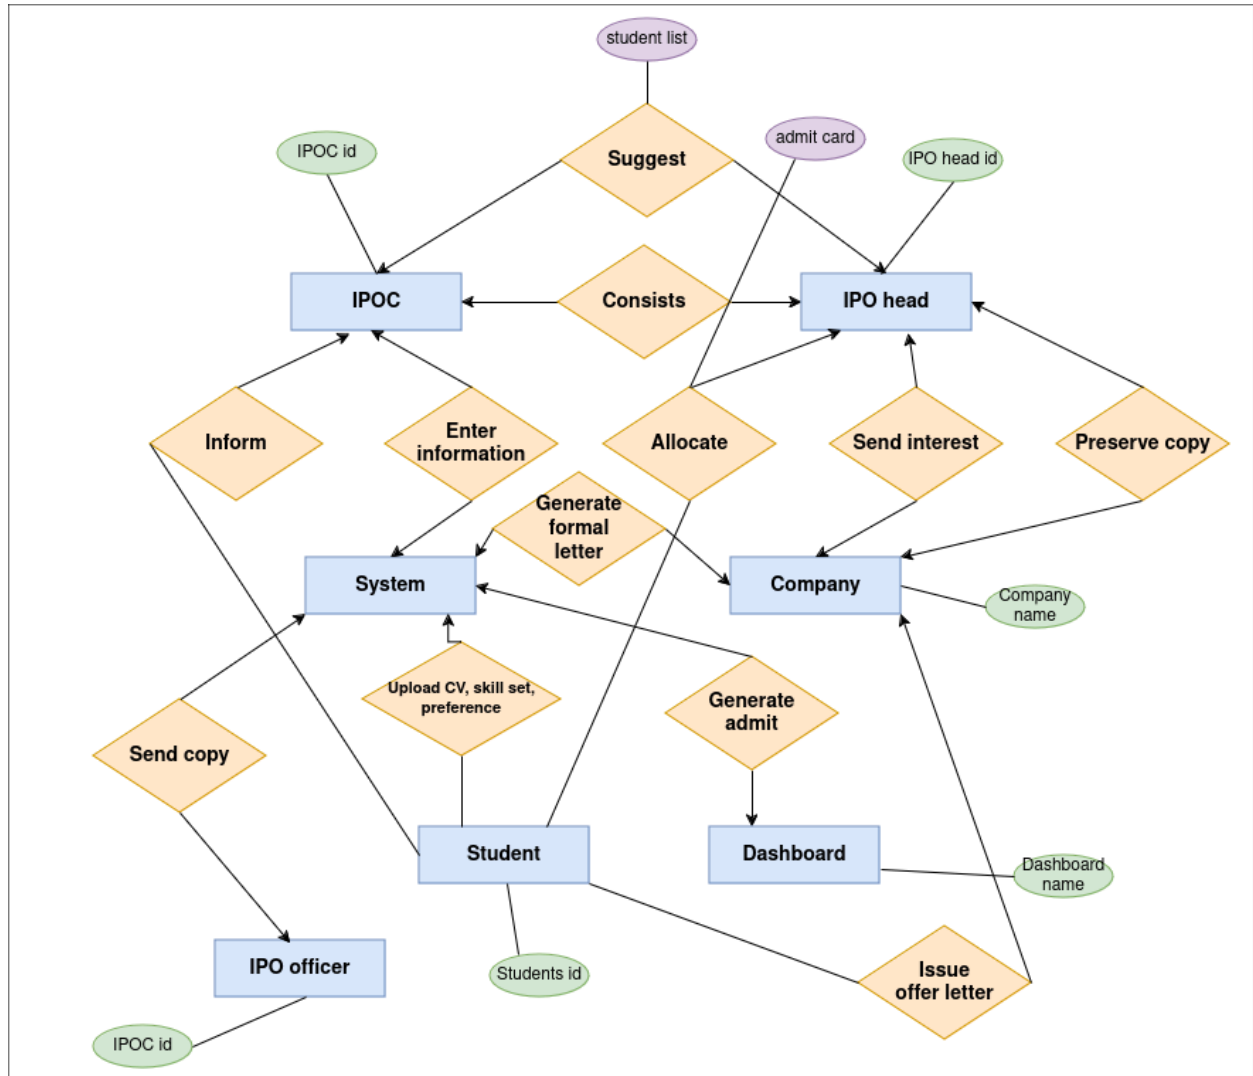 student list
admit card
IPOC id
IPO head id
Suggest
IPOC
Consists
IPO head
Inform
Enter
information
Allocate
Send interest
Preserve copy
Generate
formal
letter
System
Company
Company
name
Upload CV, skill set,
preference
Generate
admit
Send copy
Student
Dashboard
Dashboard
name
IPO officer
Students id
Issue
offer letter
IPOC id